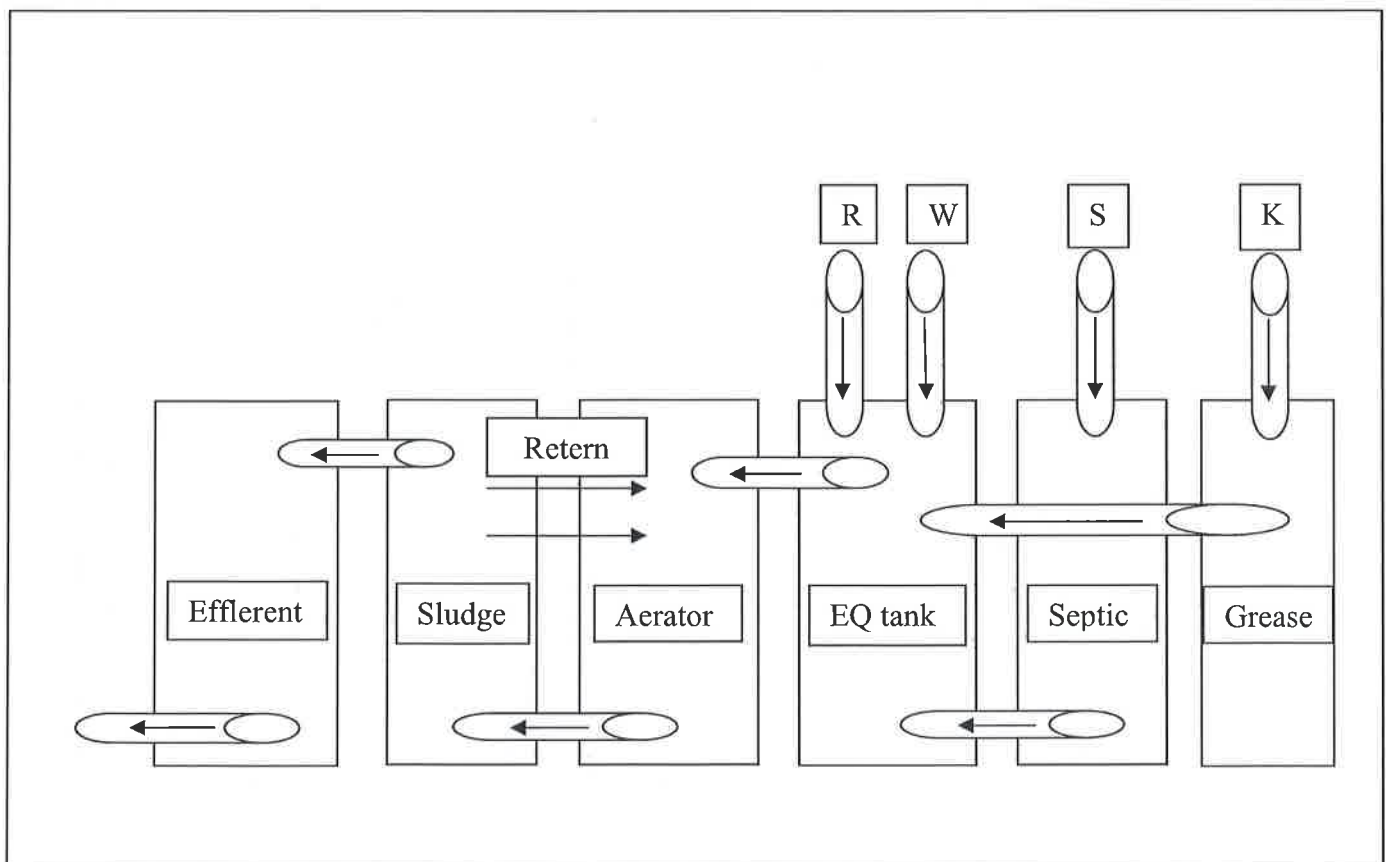 R
W
S
K
Retern
Efflerent
Sludge
Aerator
EQ tank
Septic
Grease